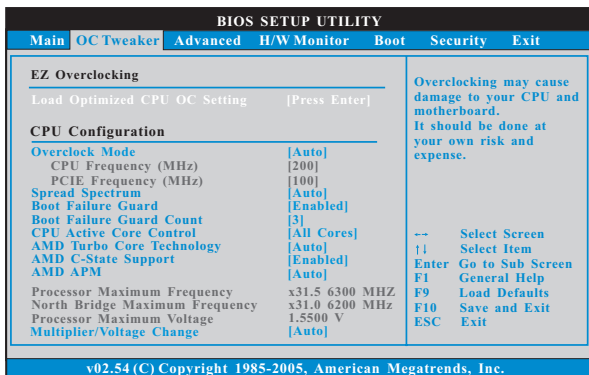 BIOS SETUP UTILITY
Main OC Tweaker Advanced H/W Monitor Boot Security Exit
EZ Overclocking
Load Optimized CPU OC Setting [Press Enter]
CPU Configuration
Overclock Mode [Auto]
CPU Frequency (MHz) [200]
PCIE Frequency (MHz) [100]
Spread Spectrum [Auto]
Boot Failure Guard [Enabled]
Boot Failure Guard Count [3]
CPU Active Core Control [All Cores]
AMD Turbo Core Technology [Auto]
AMD C-State Support [Enabled]
AMD APM [Auto]
Processor Maximum Frequency x31.5 6300 MHZ
North Bridge Maximum Frequency x31.0 6200 MHz
Processor Maximum Voltage 1.5500 V
Multiplier/Voltage Change [Auto]
Overclocking may cause
damage to your CPU and
motherboard.
It should be done at
your own risk and
expense.
←→ Select Screen
↑↓ Select Item
Enter Go to Sub Screen
F1 General Help
F9 Load Defaults
F10 Save and Exit
ESC Exit
v02.54 (C) Copyright 1985-2005, American Megatrends, Inc.